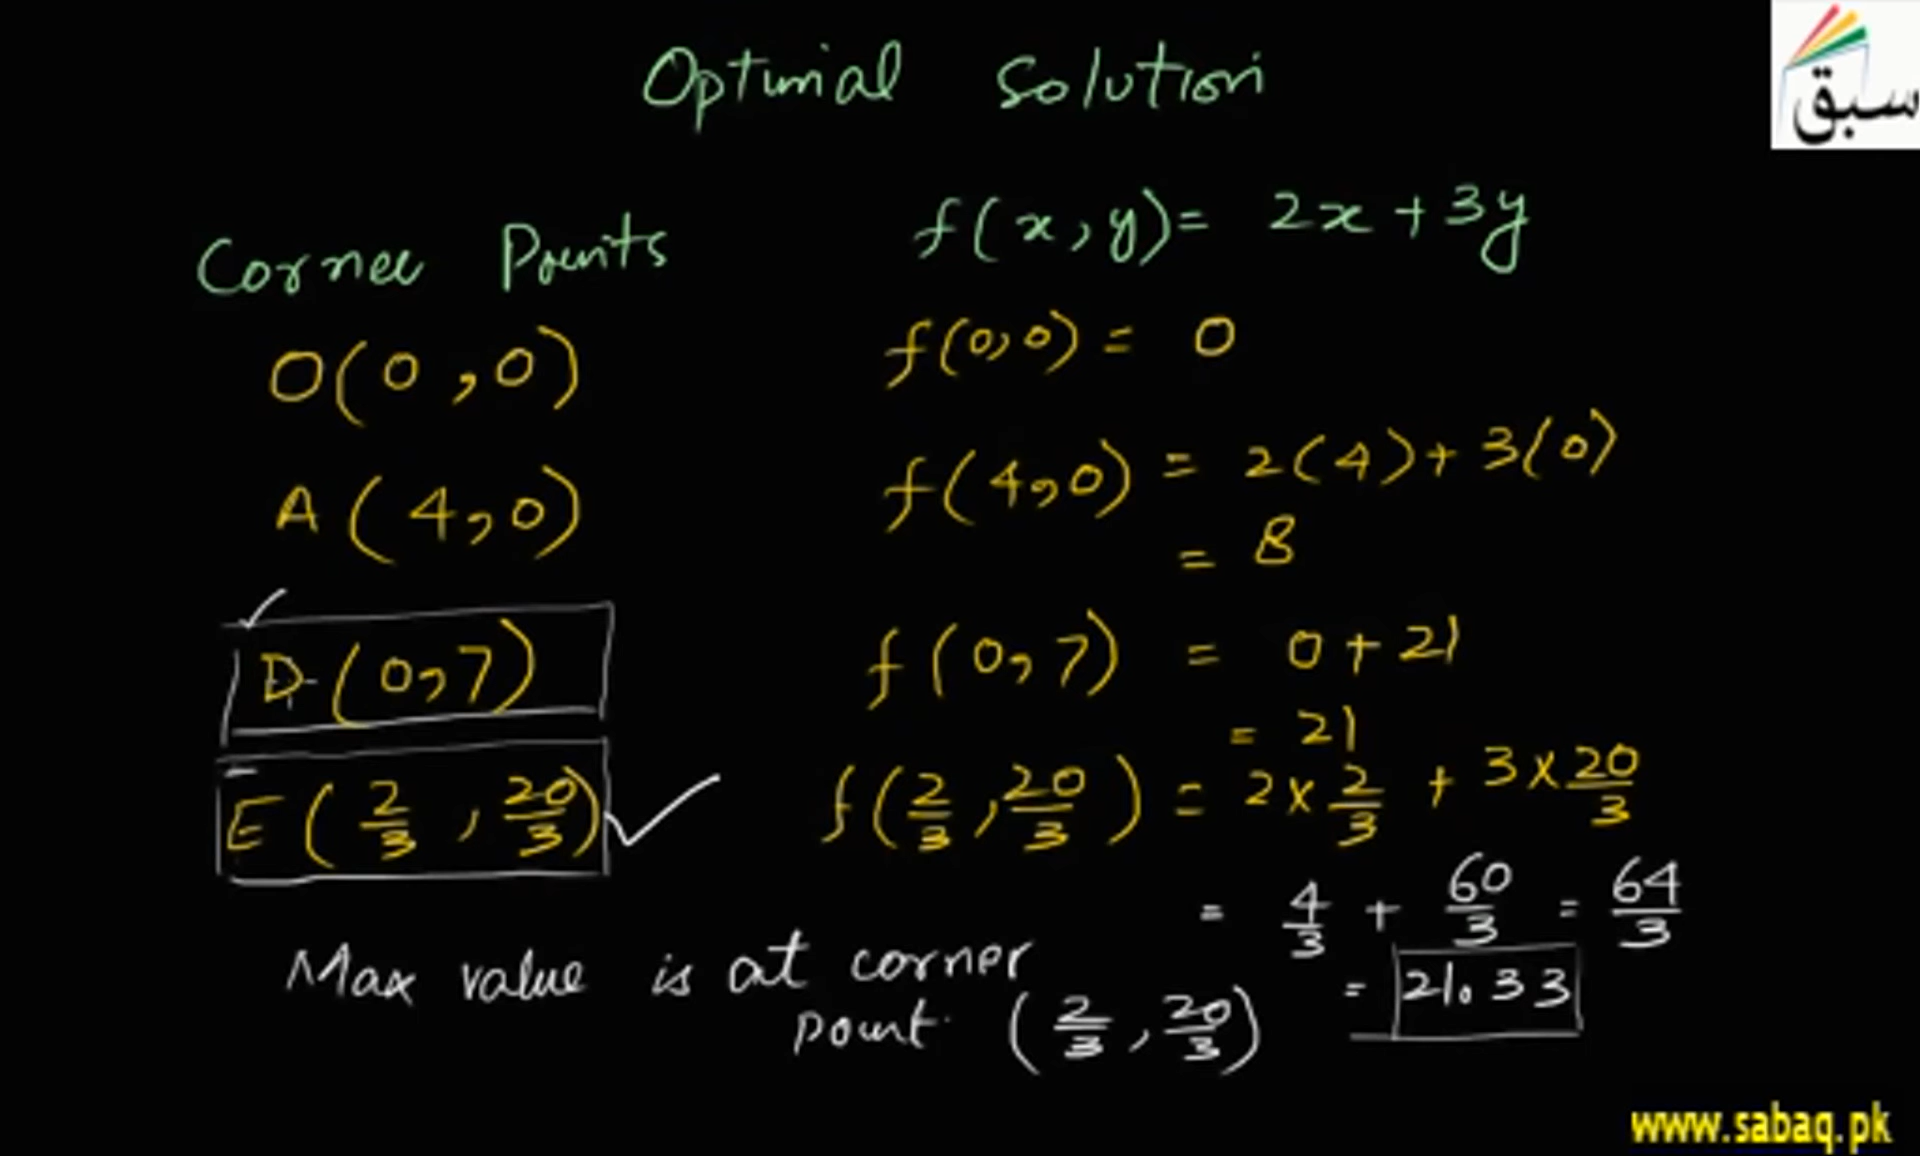 Optimal Solution
سبق
Corner Points
f(x,y) = 2x + 3y
O(0,0)
f(0,0) = 0
A(4,0)
f(4,0) = 2(4) + 3(0)
= 8
D(0,7)
f(0,7) = 0 + 21
= 21
E(2/3, 20/3)
f(2/3, 20/3) = 2 × 2/3 + 3 × 20/3
= 4/3 + 60/3 = 64/3
= 21.33
Max value is at corner
point (2/3, 20/3)
www.sabaq.pk